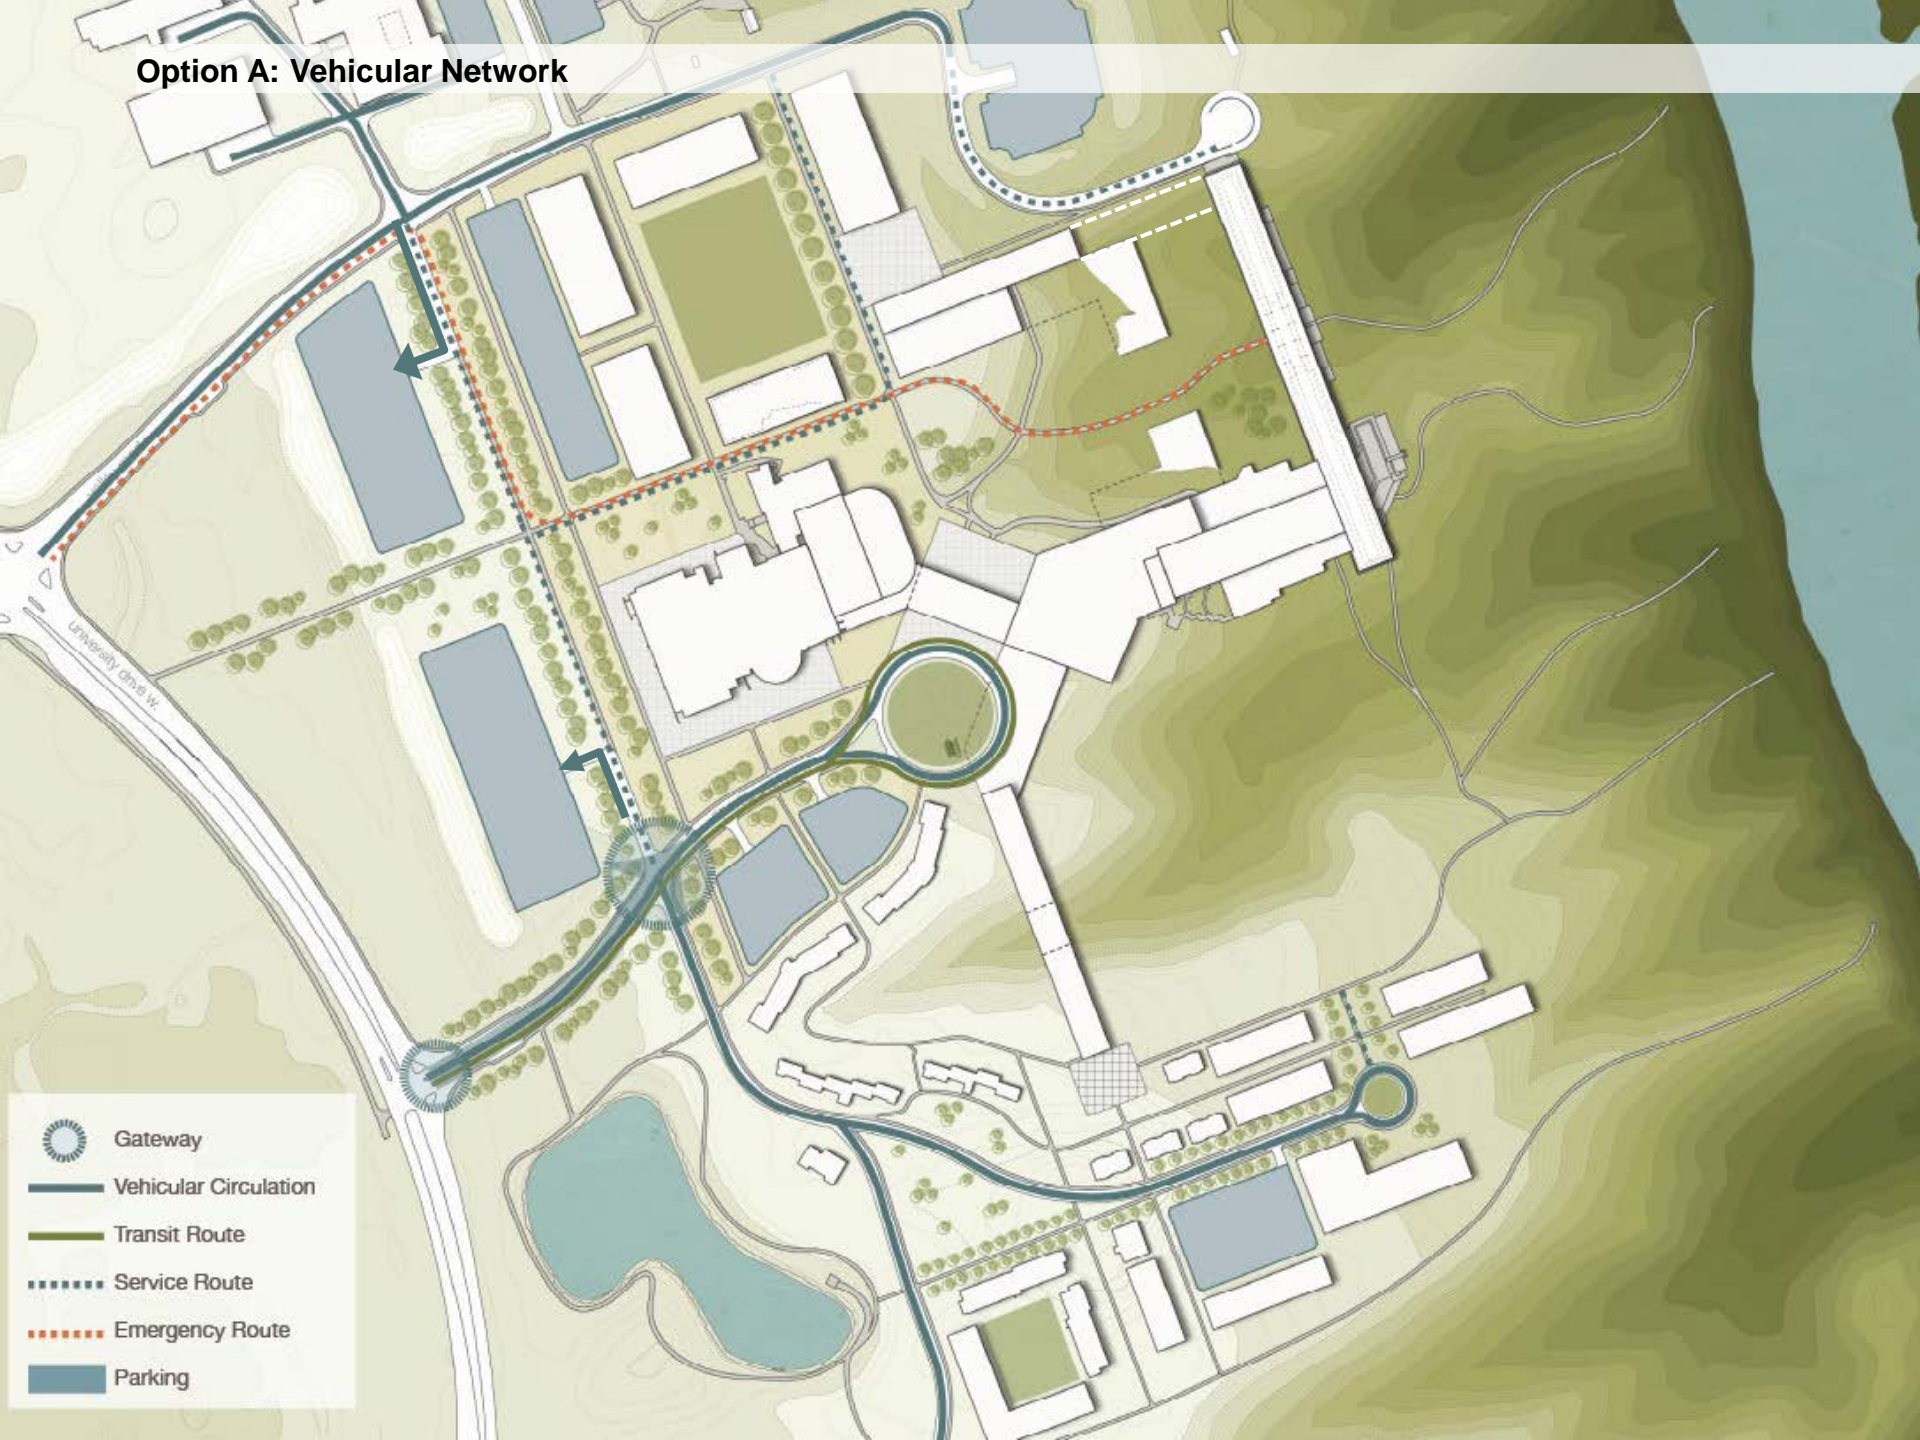 Option A: Vehicular Network
university drive w.
Gateway
Vehicular Circulation
Transit Route
Service Route
Emergency Route
Parking